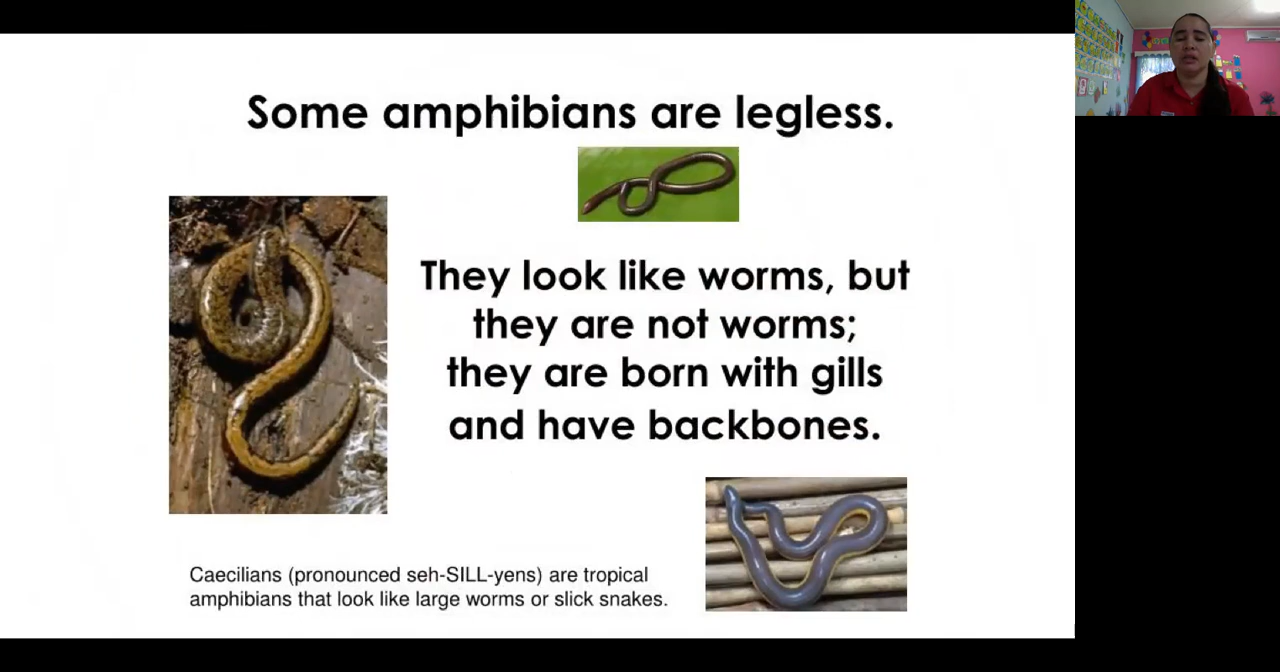 Some amphibians are legless.
They look like worms, but
they are not worms;
they are born with gills
and have backbones.
Caecilians (pronounced seh-SILL-yens) are tropical
amphibians that look like large worms or slick snakes.